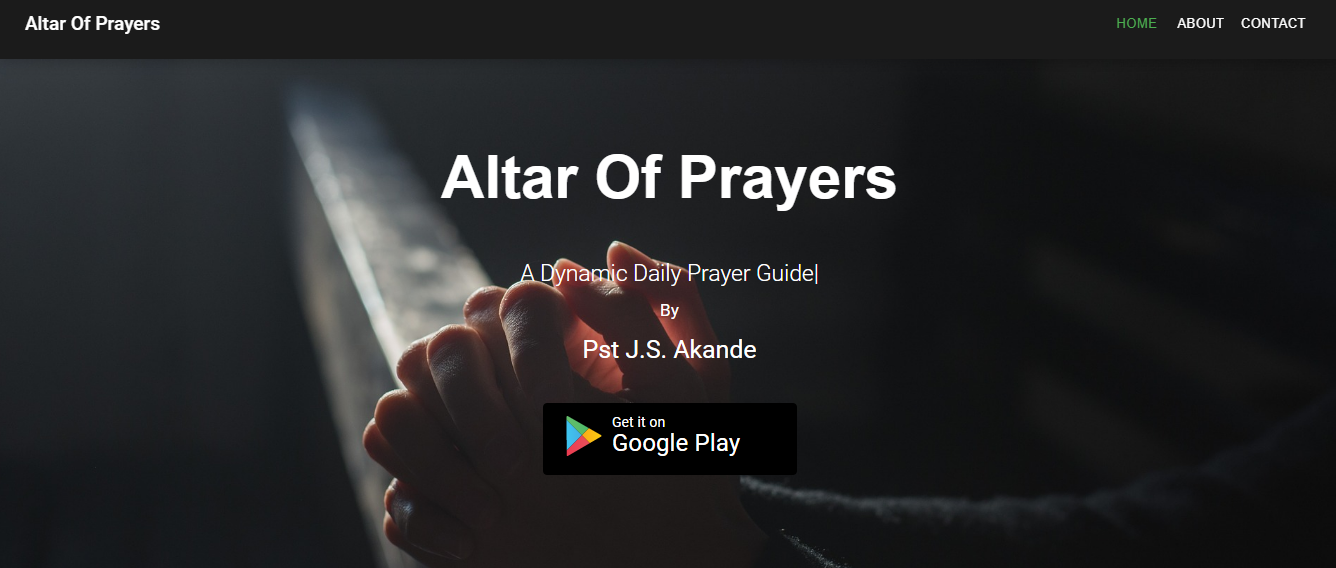 Altar Of Prayers
HOME ABOUT CONTACT
Altar Of Prayers
A Dynamic Daily Prayer Guide|
By
Pst J.S. Akande
Get it on
Google Play